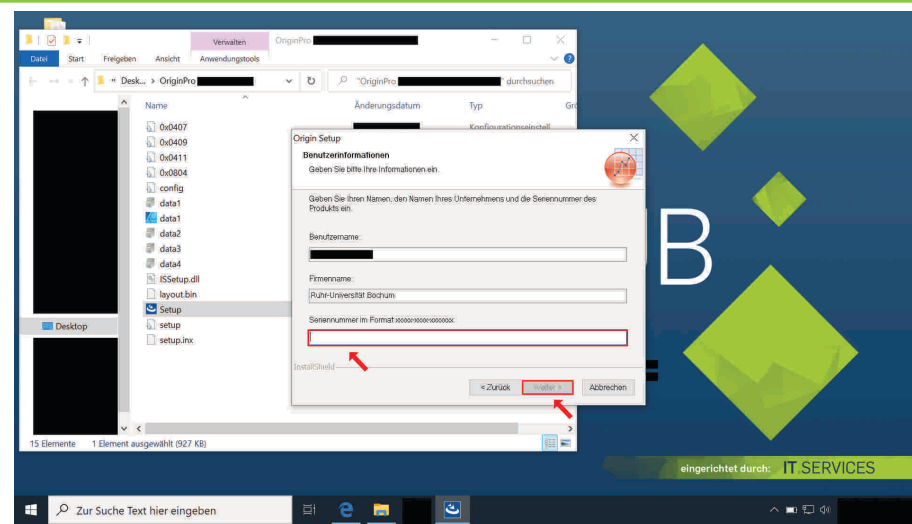 Verwalten
OriginPro
Datei Start Freigeben Ansicht Anwendungstools
Desk... > OriginPro
"OriginPro " durchsuchen
Name Änderungsdatum Typ Grö
0x0407 Konfigurationseinstell
0x0409
0x0411
0x0804
config
data1
data1
data2
data3
data4
ISSetup.dll
layout.bin
Setup
setup
setup.inx
Desktop
15 Elemente 1 Element ausgewählt (927 KB)
Origin Setup
Benutzerinformationen
Geben Sie bitte Ihre Informationen ein.
Geben Sie Ihren Namen, den Namen Ihres Unternehmens und die Seriennummer des
Produkts ein.
Benutzername:
Firmenname:
Ruhr-Universität Bochum
Seriennummer im Format
InstallShield
< Zurück Weiter > Abbrechen
B
eingerichtet durch: IT.SERVICES
Zur Suche Text hier eingeben